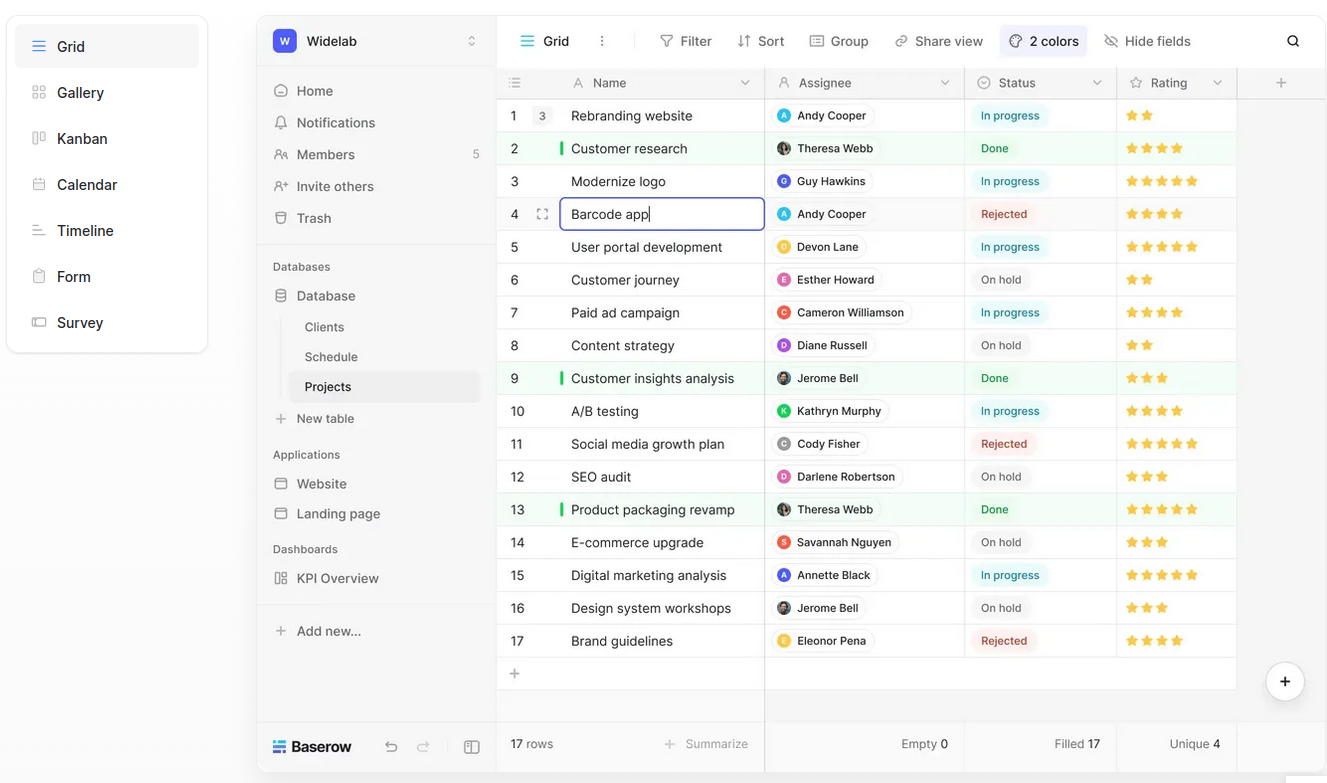 Grid
Gallery
Kanban
Calendar
Timeline
Form
Survey
W Widelab
Home
Notifications
Members 5
Invite others
Trash
Databases
Database
Clients
Schedule
Projects
New table
Applications
Website
Landing page
Dashboards
KPI Overview
Add new...
Baserow
Grid Filter Sort Group Share view 2 colors Hide fields
A Name Assignee Status Rating
1 3 Rebranding website A Andy Cooper In progress
2 Customer research Theresa Webb Done
3 Modernize logo G Guy Hawkins In progress
4 Barcode app A Andy Cooper Rejected
5 User portal development D Devon Lane In progress
6 Customer journey E Esther Howard On hold
7 Paid ad campaign C Cameron Williamson In progress
8 Content strategy D Diane Russell On hold
9 Customer insights analysis Jerome Bell Done
10 A/B testing K Kathryn Murphy In progress
11 Social media growth plan C Cody Fisher Rejected
12 SEO audit D Darlene Robertson On hold
13 Product packaging revamp Theresa Webb Done
14 E-commerce upgrade S Savannah Nguyen On hold
15 Digital marketing analysis A Annette Black In progress
16 Design system workshops Jerome Bell On hold
17 Brand guidelines E Eleonor Pena Rejected
17 rows Summarize Empty 0 Filled 17 Unique 4